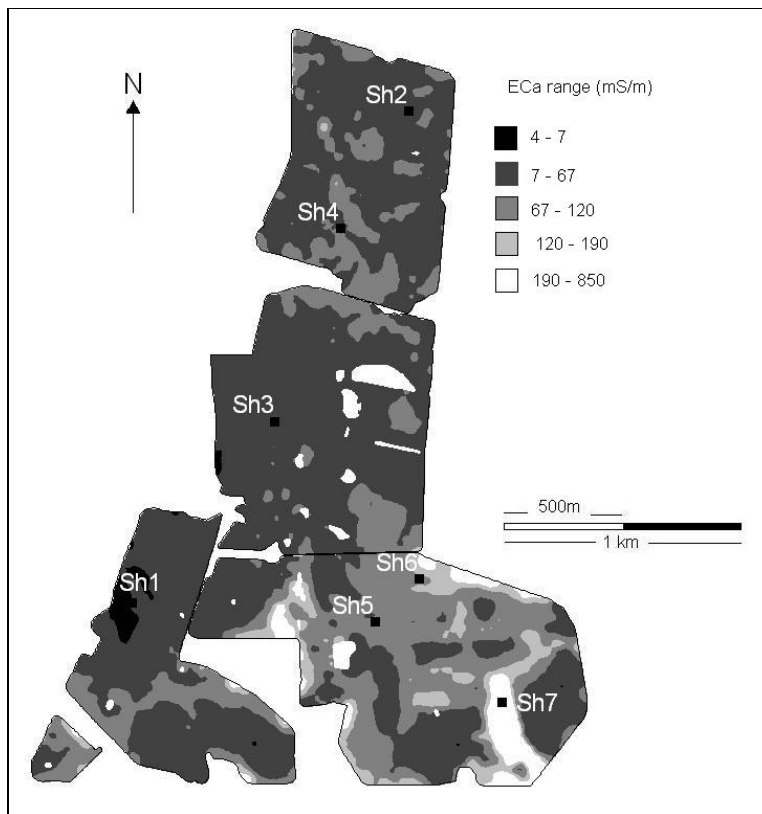 N
ECa range (mS/m)
4 - 7
7 - 67
67 - 120
120 - 190
190 - 850
Sh2
Sh4
Sh3
500m
1 km
Sh6
Sh1
Sh5
Sh7